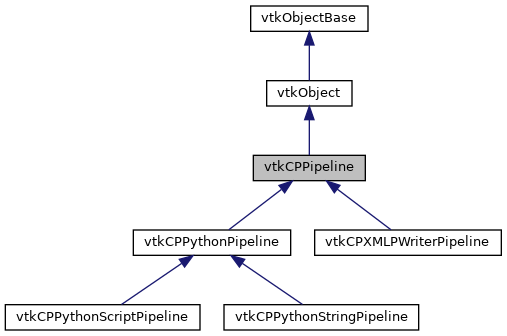 vtkObjectBase
vtkObject
vtkCPPipeline
vtkCPPythonPipeline
vtkCPXMLPWriterPipeline
vtkCPPythonScriptPipeline
vtkCPPythonStringPipeline